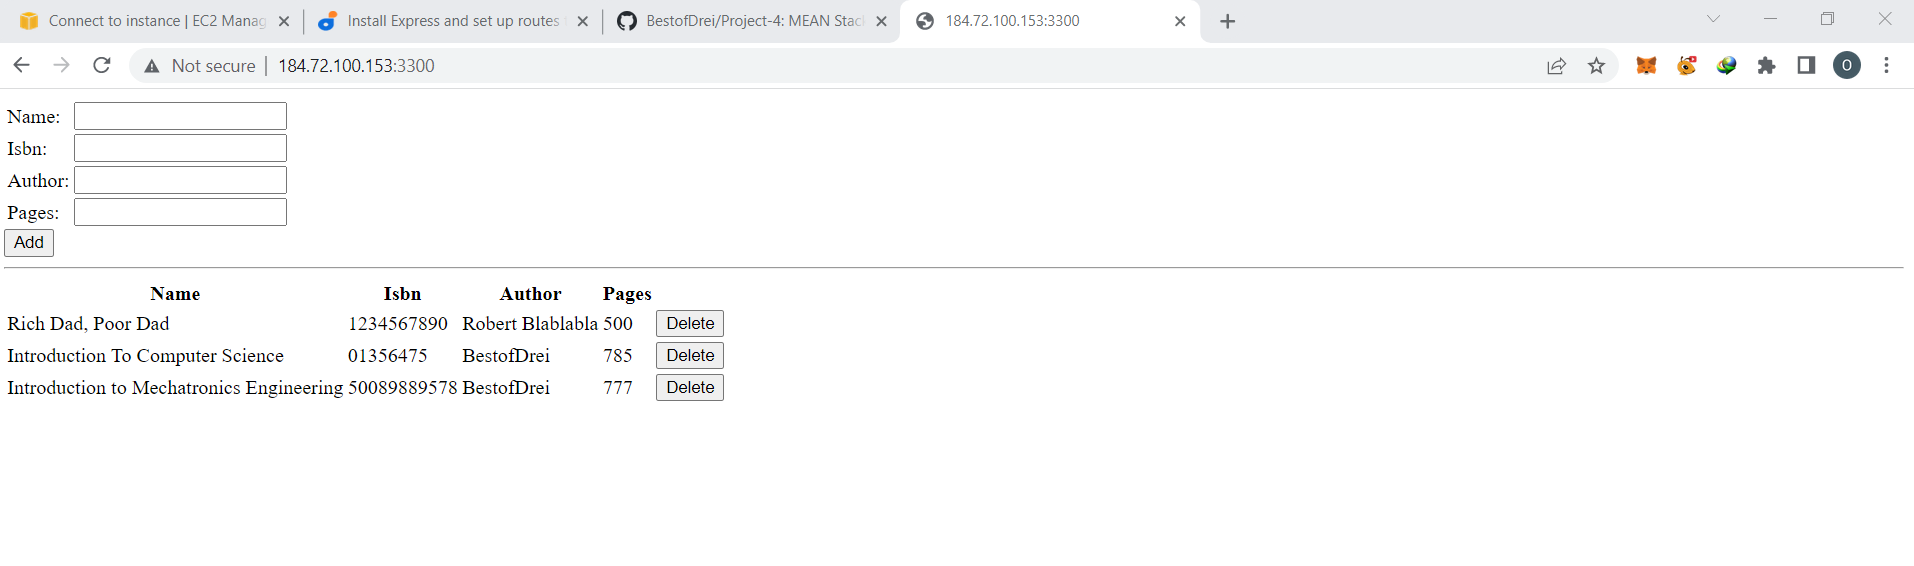 Connect to instance | EC2 Manag
Install Express and set up routes
BestofDrei/Project-4: MEAN Stac
184.72.100.153:3300
Not secure | 184.72.100.153:3300
O
Name:
Isbn:
Author:
Pages:
Add
Name Isbn Author Pages
Rich Dad, Poor Dad 1234567890 Robert Blablabla 500 Delete
Introduction To Computer Science 01356475 BestofDrei 785 Delete
Introduction to Mechatronics Engineering 50089889578 BestofDrei 777 Delete